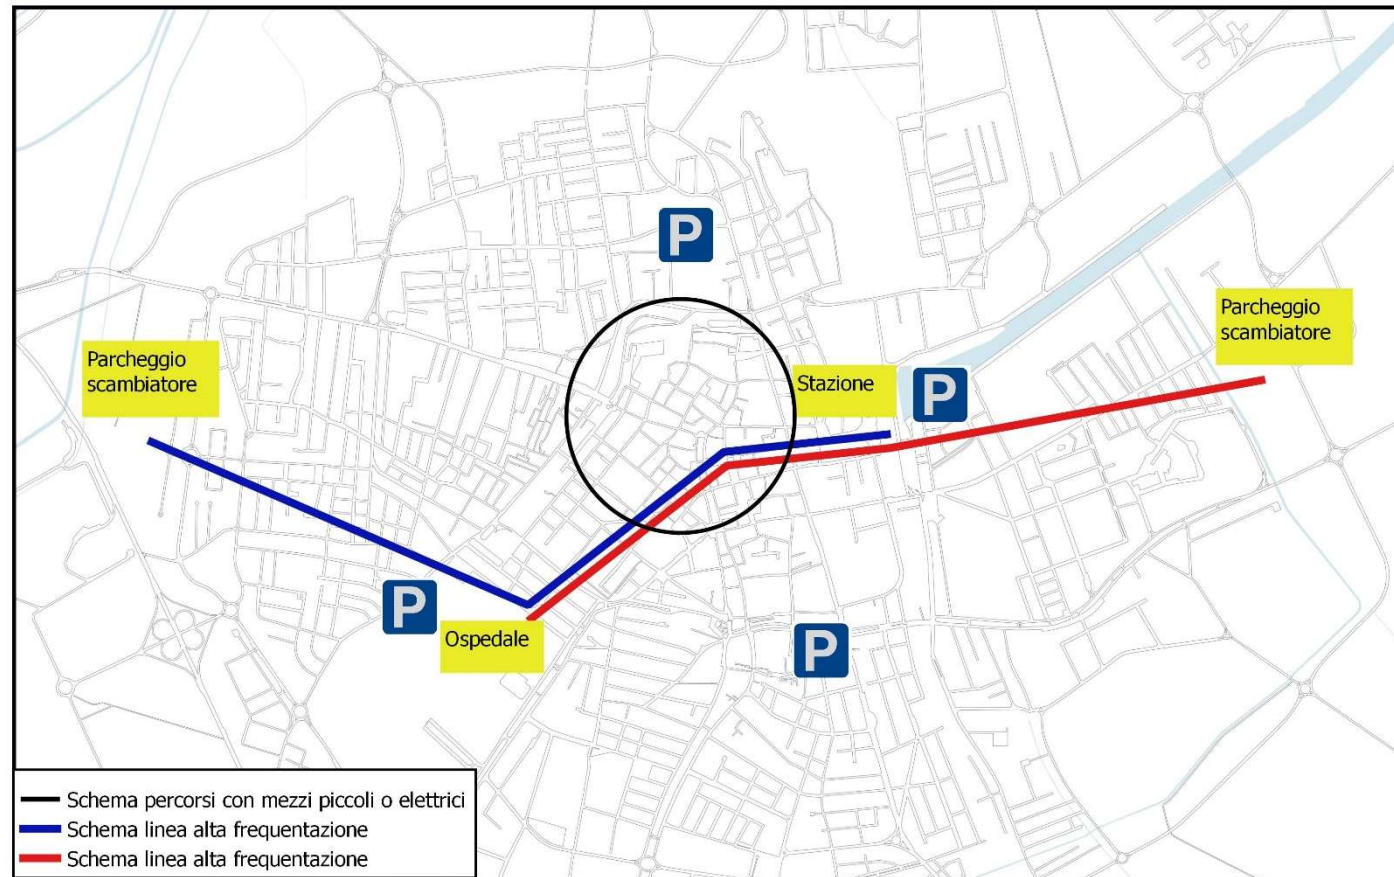 P
Parcheggio
scambiatore
Parcheggio
scambiatore
Stazione
P
P
Ospedale
P
Schema percorsi con mezzi piccoli o elettrici
Schema linea alta frequentazione
Schema linea alta frequentazione